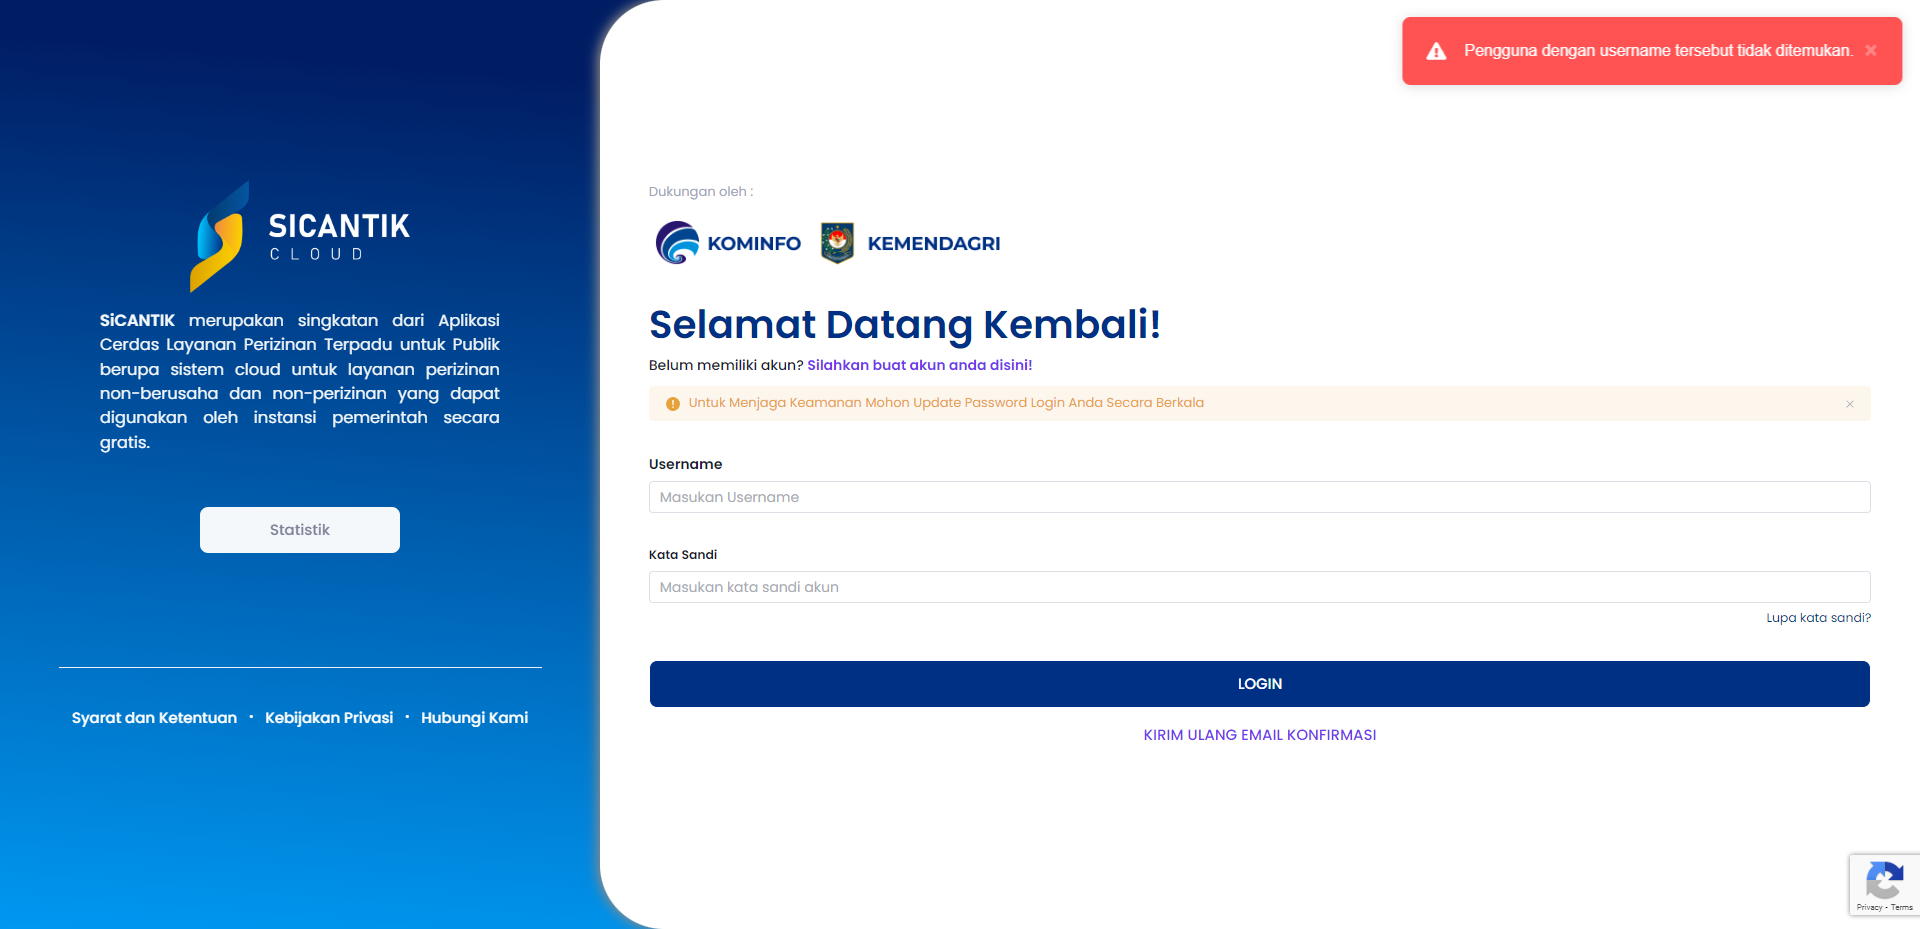 SICANTIK
CLOUD
SiCANTIK merupakan singkatan dari Aplikasi
Cerdas Layanan Perizinan Terpadu untuk Publik
berupa sistem cloud untuk layanan perizinan
non-berusaha dan non-perizinan yang dapat
digunakan oleh instansi pemerintah secara
gratis.
Statistik
Syarat dan Ketentuan · Kebijakan Privasi · Hubungi Kami
Pengguna dengan username tersebut tidak ditemukan. ×
Dukungan oleh :
KOMINFO KEMENDAGRI
Selamat Datang Kembali!
Belum memiliki akun? Silahkan buat akun anda disini!
Untuk Menjaga Keamanan Mohon Update Password Login Anda Secara Berkala ×
Username
Masukan Username
Kata Sandi
Masukan kata sandi akun
Lupa kata sandi?
LOGIN
KIRIM ULANG EMAIL KONFIRMASI
Privacy - Terms